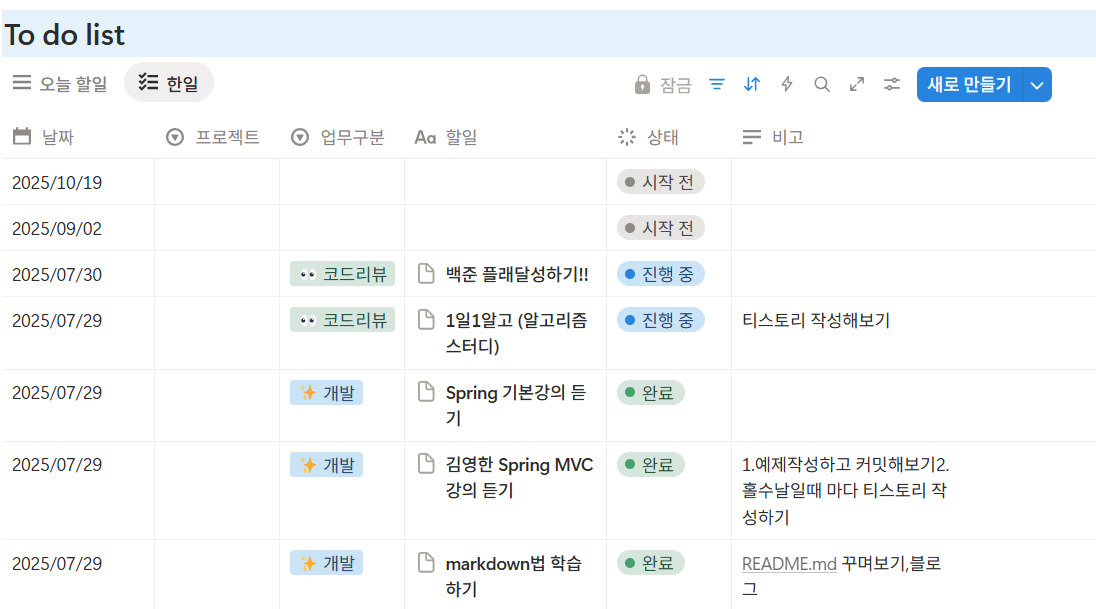 To do list
오늘 할일 한일 잠금 새로 만들기
날짜 프로젝트 업무구분 Aa 할일 상태 비고
2025/10/19 시작 전
2025/09/02 시작 전
2025/07/30 코드리뷰 백준 플래달성하기!! 진행 중
2025/07/29 코드리뷰 1일1알고 (알고리즘 진행 중 티스토리 작성해보기
스터디)
2025/07/29 개발 Spring 기본강의 듣 완료
기
2025/07/29 개발 김영한 Spring MVC 완료 1.예제작성하고 커밋해보기2.
강의 듣기 홀수날일때 마다 티스토리 작
성하기
2025/07/29 개발 markdown법 학습 완료 README.md 꾸며보기,블로
하기 그